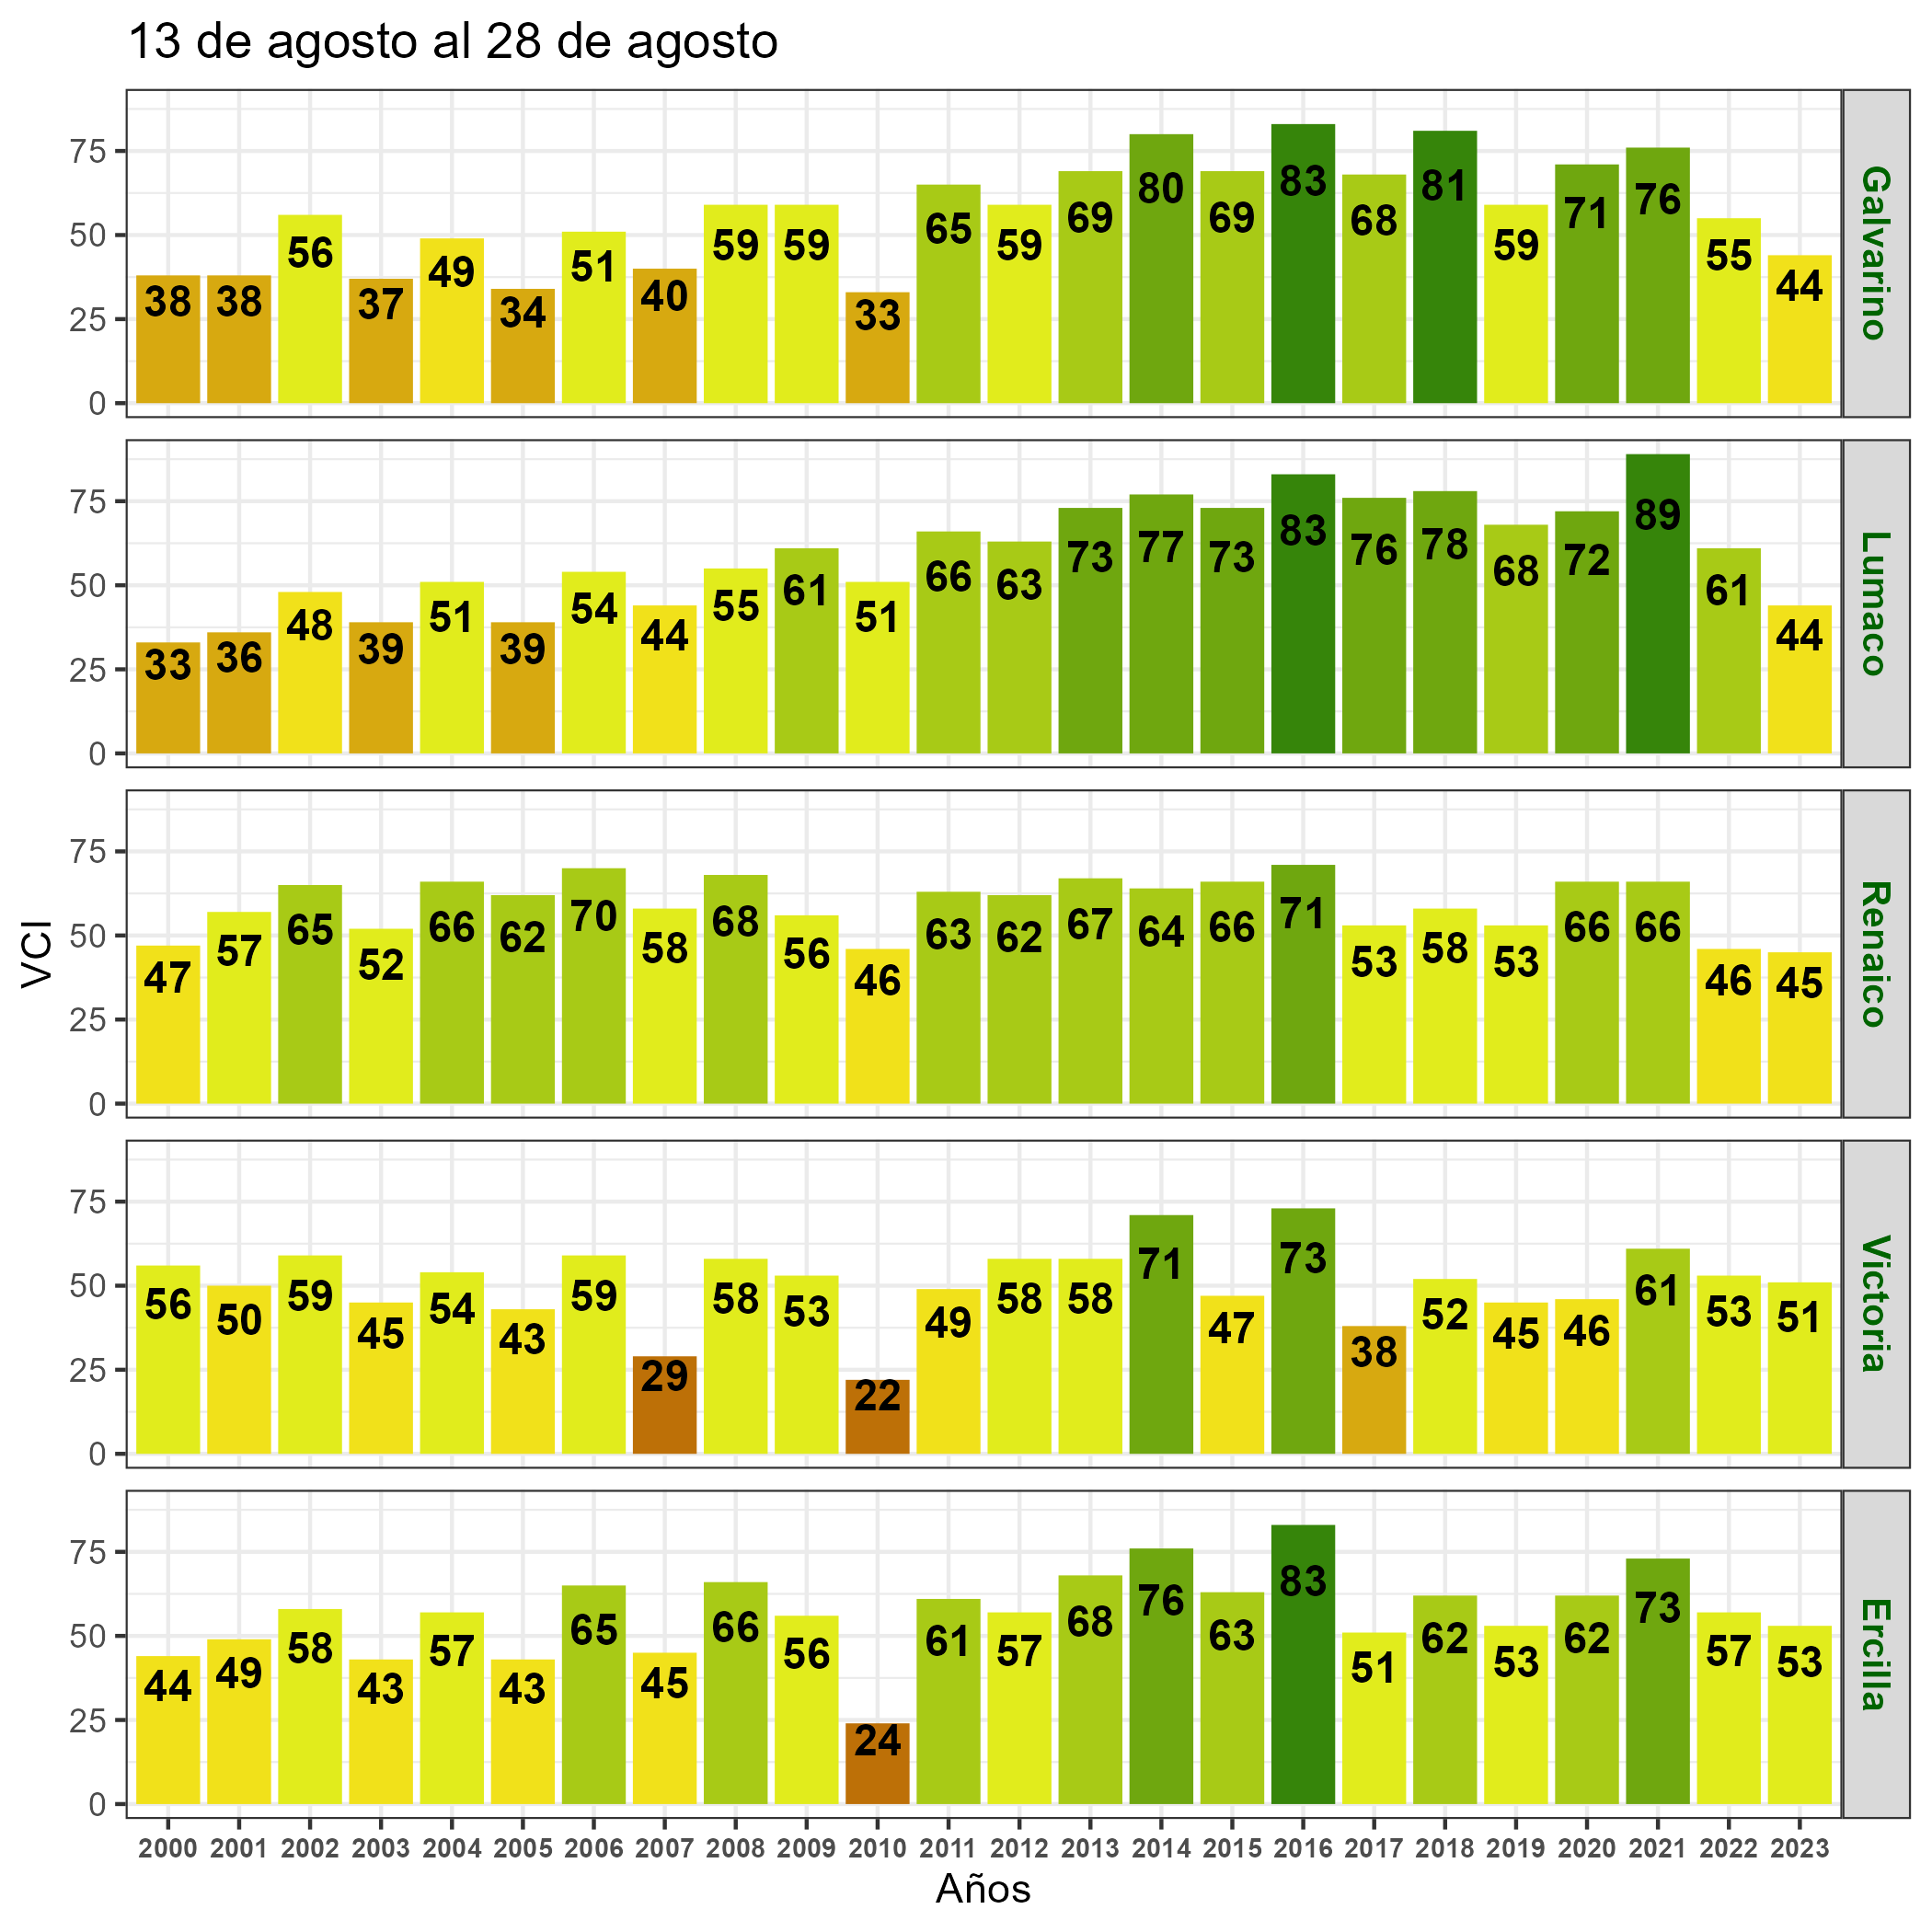 13 de agosto al 28 de agosto
75
50
25
0
38 38 56 37 49 34 51 40 59 59 33 65 59 69 80 69 83 68 81 59 71 76 55 44
Galvarino
75
50
25
0
33 36 48 39 51 39 54 44 55 61 51 66 63 73 77 73 83 76 78 68 72 89 61 44
Lumaco
VCI
75
50
25
0
47 57 65 52 66 62 70 58 68 56 46 63 62 67 64 66 71 53 58 53 66 66 46 45
Renaico
75
50
25
0
56 50 59 45 54 43 59 29 58 53 22 49 58 58 71 47 73 38 52 45 46 61 53 51
Victoria
75
50
25
0
44 49 58 43 57 43 65 45 66 56 24 61 57 68 76 63 83 51 62 53 62 73 57 53
Ercilla
2000 2001 2002 2003 2004 2005 2006 2007 2008 2009 2010 2011 2012 2013 2014 2015 2016 2017 2018 2019 2020 2021 2022 2023
Años